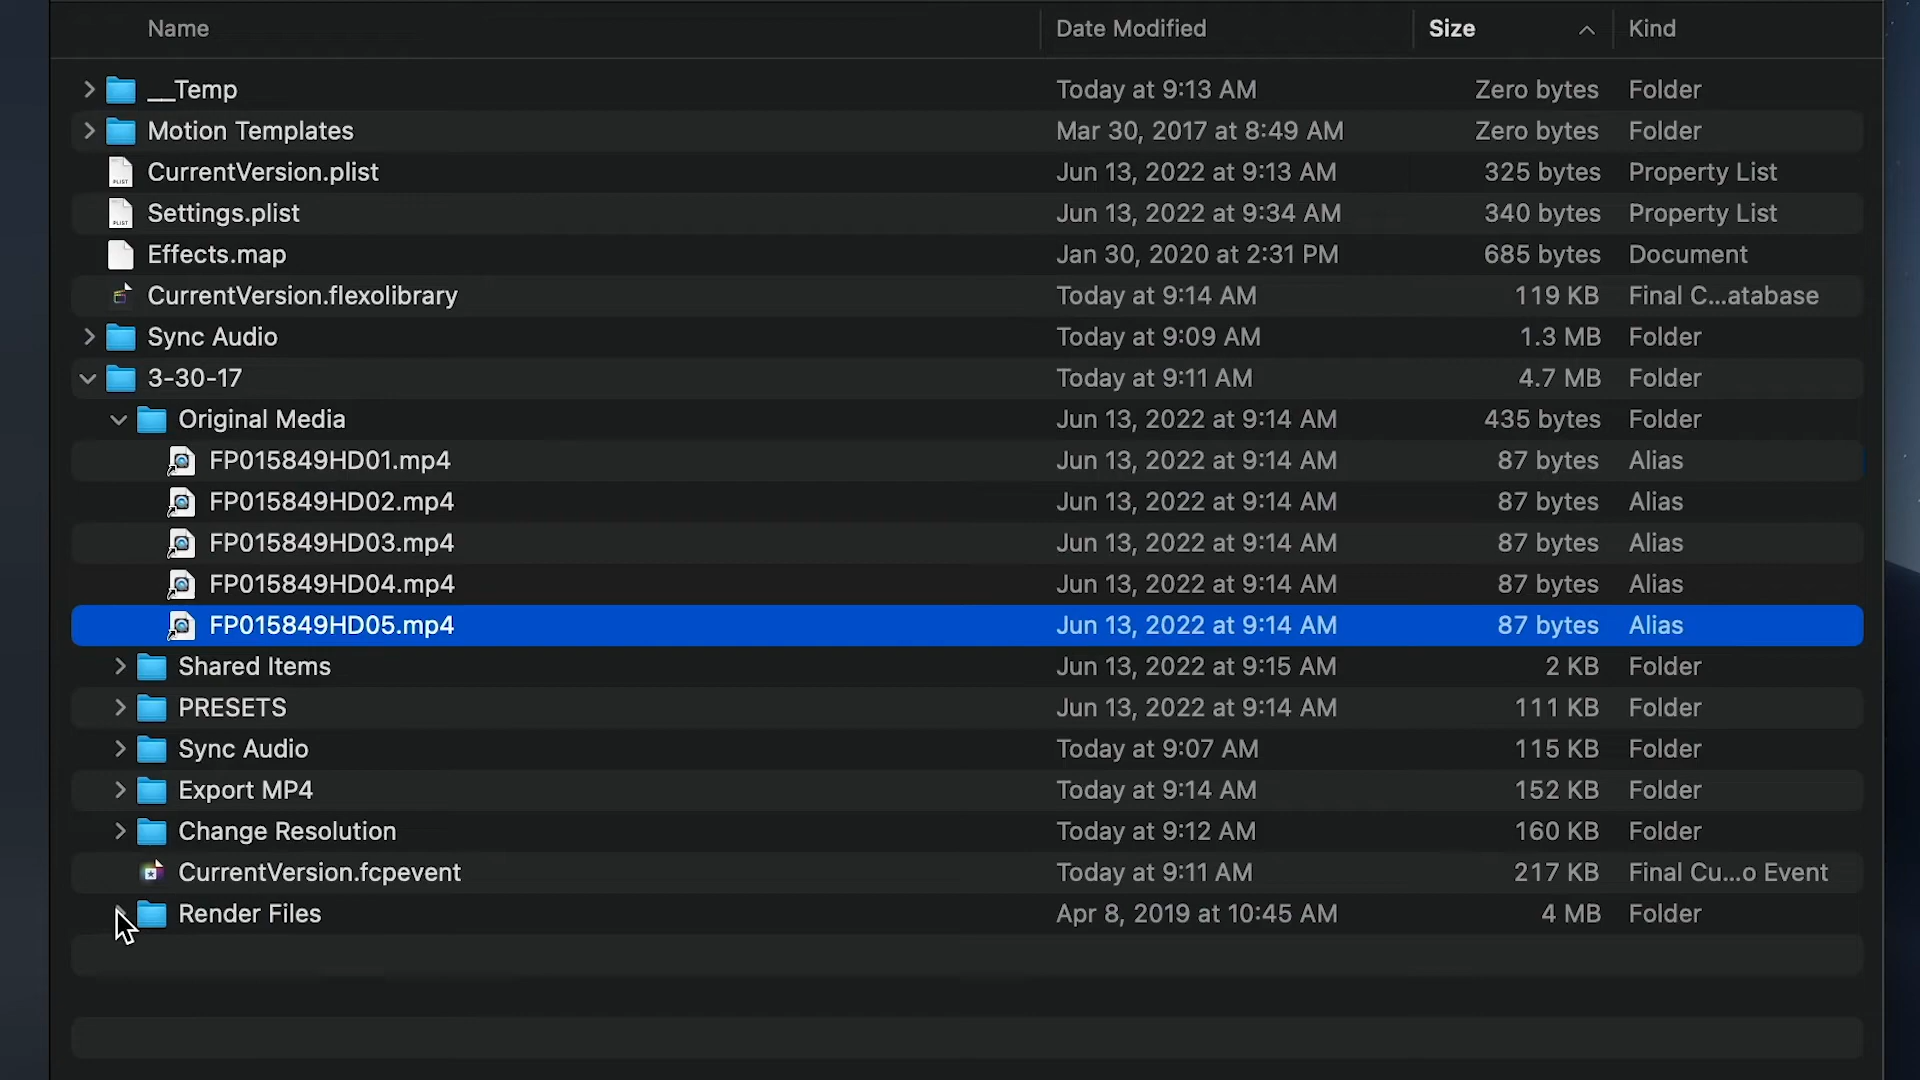 Name Date Modified Size Kind
__Temp Today at 9:13 AM Zero bytes Folder
Motion Templates Mar 30, 2017 at 8:49 AM Zero bytes Folder
CurrentVersion.plist Jun 13, 2022 at 9:13 AM 325 bytes Property List
Settings.plist Jun 13, 2022 at 9:34 AM 340 bytes Property List
Effects.map Jan 30, 2020 at 2:31 PM 685 bytes Document
CurrentVersion.flexolibrary Today at 9:14 AM 119 KB Final C...atabase
Sync Audio Today at 9:09 AM 1.3 MB Folder
3-30-17 Today at 9:11 AM 4.7 MB Folder
Original Media Jun 13, 2022 at 9:14 AM 435 bytes Folder
FP015849HD01.mp4 Jun 13, 2022 at 9:14 AM 87 bytes Alias
FP015849HD02.mp4 Jun 13, 2022 at 9:14 AM 87 bytes Alias
FP015849HD03.mp4 Jun 13, 2022 at 9:14 AM 87 bytes Alias
FP015849HD04.mp4 Jun 13, 2022 at 9:14 AM 87 bytes Alias
FP015849HD05.mp4 Jun 13, 2022 at 9:14 AM 87 bytes Alias
Shared Items Jun 13, 2022 at 9:15 AM 2 KB Folder
PRESETS Jun 13, 2022 at 9:14 AM 111 KB Folder
Sync Audio Today at 9:07 AM 115 KB Folder
Export MP4 Today at 9:14 AM 152 KB Folder
Change Resolution Today at 9:12 AM 160 KB Folder
CurrentVersion.fcpevent Today at 9:11 AM 217 KB Final Cu...o Event
Render Files Apr 8, 2019 at 10:45 AM 4 MB Folder